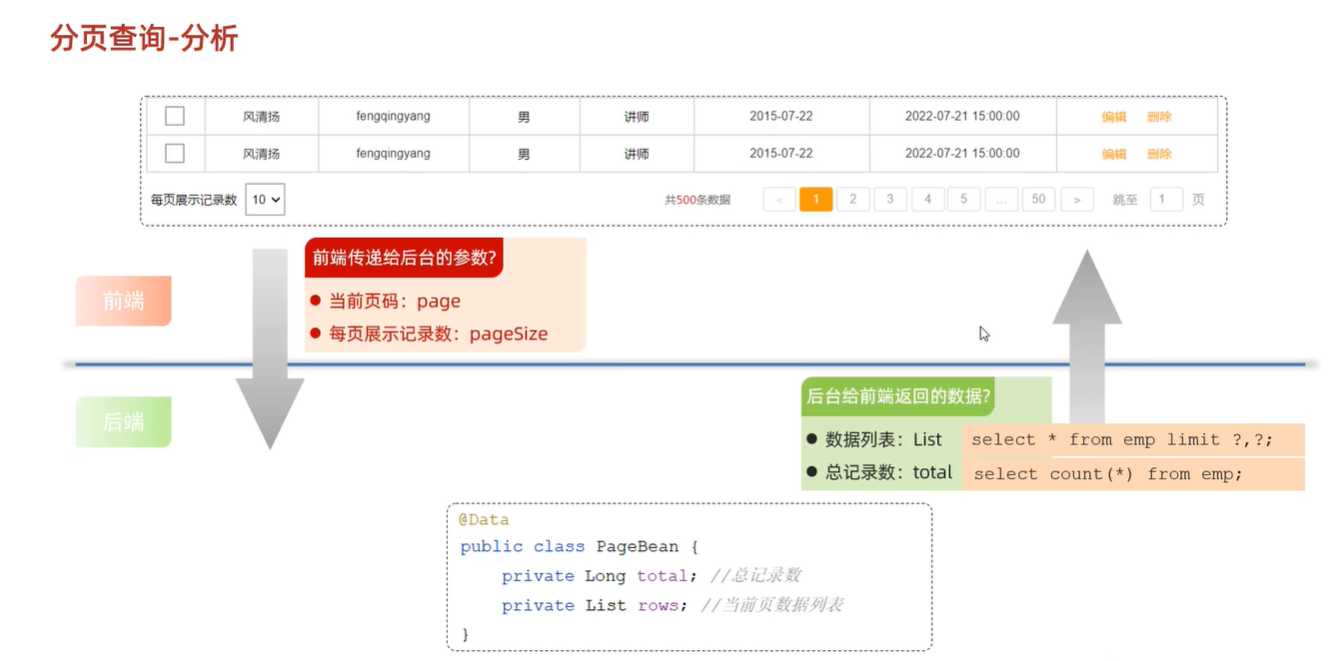 分页查询-分析
风清扬 fengqingyang 男 讲师 2015-07-22 2022-07-21 15:00:00 编辑 删除
风清扬 fengqingyang 男 讲师 2015-07-22 2022-07-21 15:00:00 编辑 删除
每页展示记录数 10 共500条数据 < 1 2 3 4 5 ... 50 > 跳至 1 页
前端传递给后台的参数?
前端
当前页码：page
每页展示记录数：pageSize
后端
后台给前端返回的数据?
数据列表：List select * from emp limit ?,?;
总记录数：total select count(*) from emp;
@Data
public class PageBean {
private Long total; //总记录数
private List rows; //当前页数据列表
}